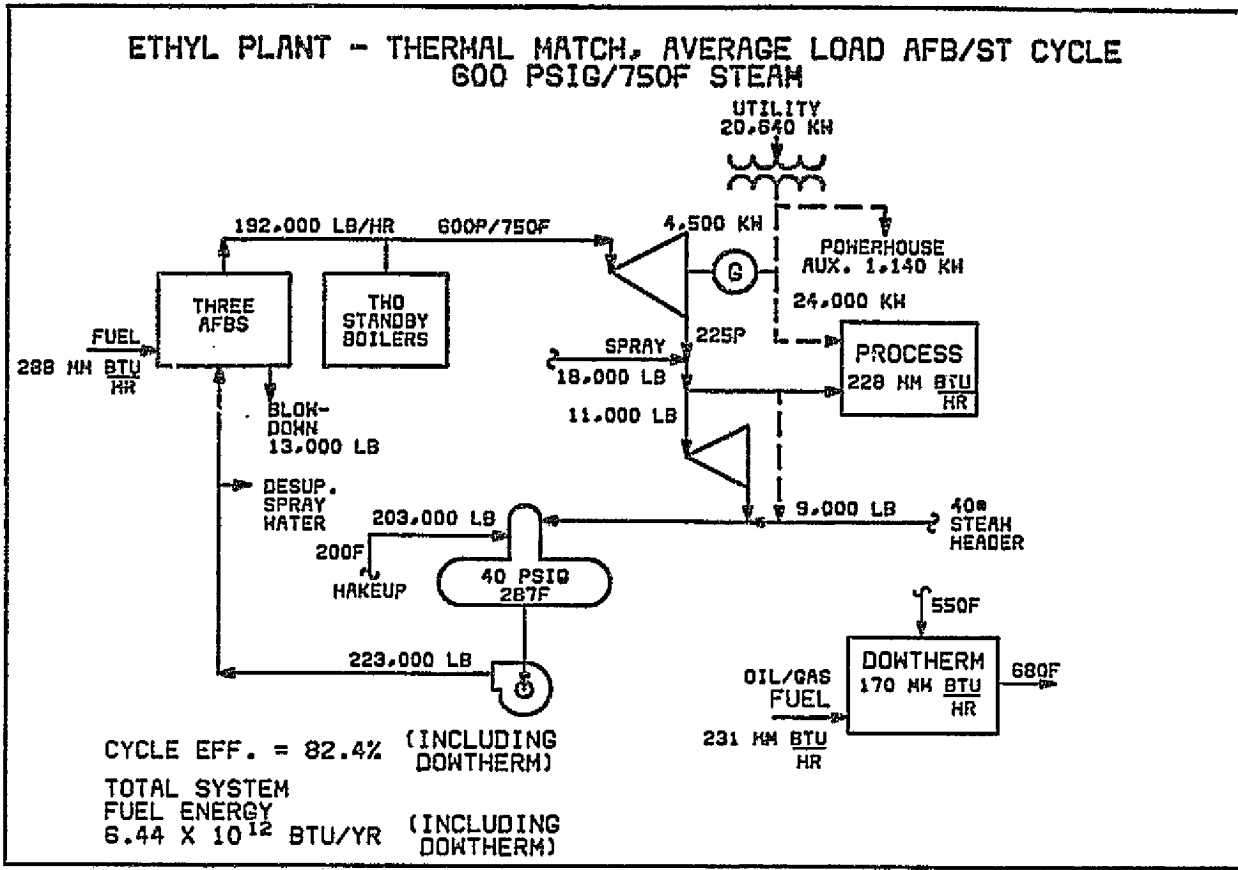 ETHYL PLANT - THERMAL MATCH, AVERAGE LOAD AFB/ST CYCLE
600 PSIG/750F STEAM
UTILITY
20,640 KW
192,000 LB/HR
600P/750F
4,500 KW
POWERHOUSE
AUX. 1,140 KW
THREE
AFBS
TWO
STANDBY
BOILERS
G
24,000 KW
FUEL
288 MM BTU
HR
225P
SPRAY
18,000 LB
PROCESS
228 MM BTU
HR
BLOW-
DOWN
13,000 LB
11,000 LB
DESUP.
SPRAY
WATER
203,000 LB
9,000 LB
40#
STEAM
HEADER
200F
MAKEUP
40 PSIG
287F
550F
223,000 LB
DOWTHERM
170 MM BTU
HR
680F
OIL/GAS
FUEL
231 MM BTU
HR
CYCLE EFF. = 82.4% (INCLUDING
DOWTHERM)
TOTAL SYSTEM
FUEL ENERGY
6.44 X 10¹² BTU/YR (INCLUDING
DOWTHERM)